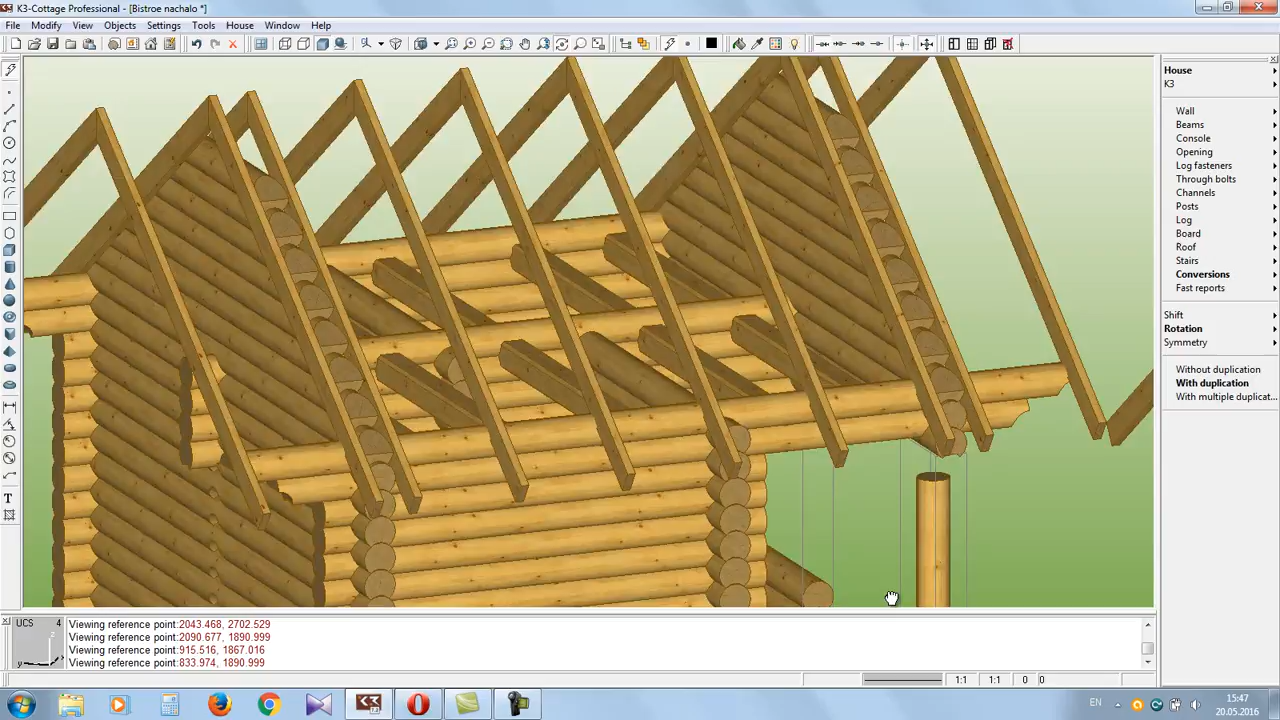 K3-Cottage Professional - [Bistroe nachalo *]
File Modify View Objects Settings Tools House Window Help
House
K3
Wall
Beams
Console
Opening
Log fasteners
Through bolts
Channels
Posts
Log
Board
Roof
Stairs
Conversions
Fast reports
Shift
Rotation
Symmetry
Without duplication
With duplication
With multiple duplicat...
UCS 4
Viewing reference point:2043.468, 2702.529
Viewing reference point:2090.677, 1890.999
Viewing reference point:915.516, 1867.016
Viewing reference point:833.974, 1890.999
1:1 1:1 0 0
EN 15:47
20.05.2016